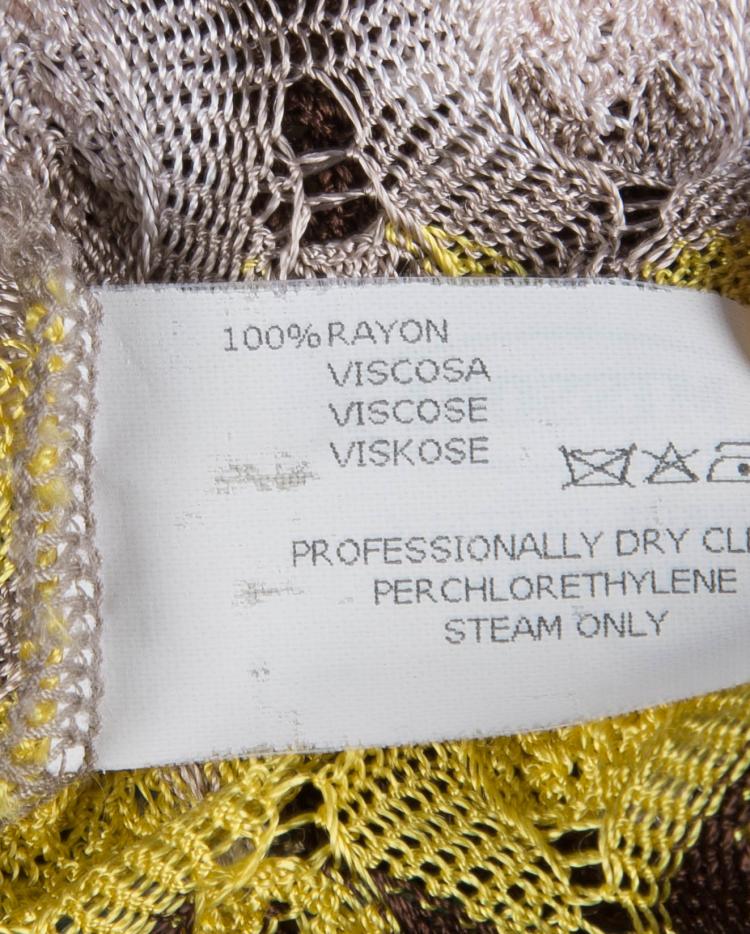 100% RAYON
VISCOSA
VISCOSE
VISKOSE
PROFESSIONALLY DRY
PERCHLORETHYLENE
STEAM ONLY